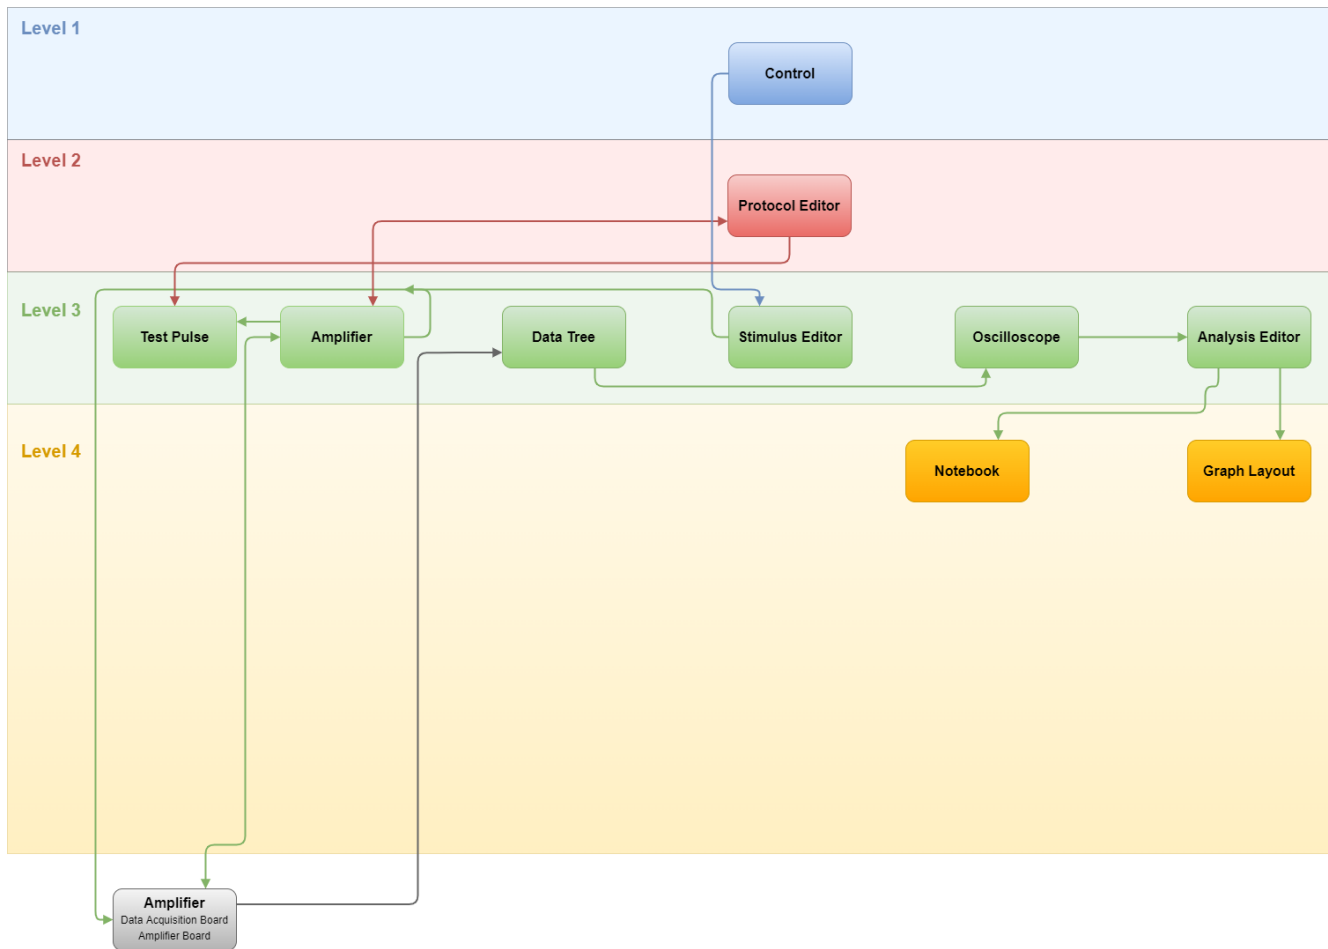 Level 1
Control
Level 2
Protocol Editor
Level 3
Test Pulse
Amplifier
Data Tree
Stimulus Editor
Oscilloscope
Analysis Editor
Level 4
Notebook
Graph Layout
Amplifier
Data Acquisition Board
Amplifier Board